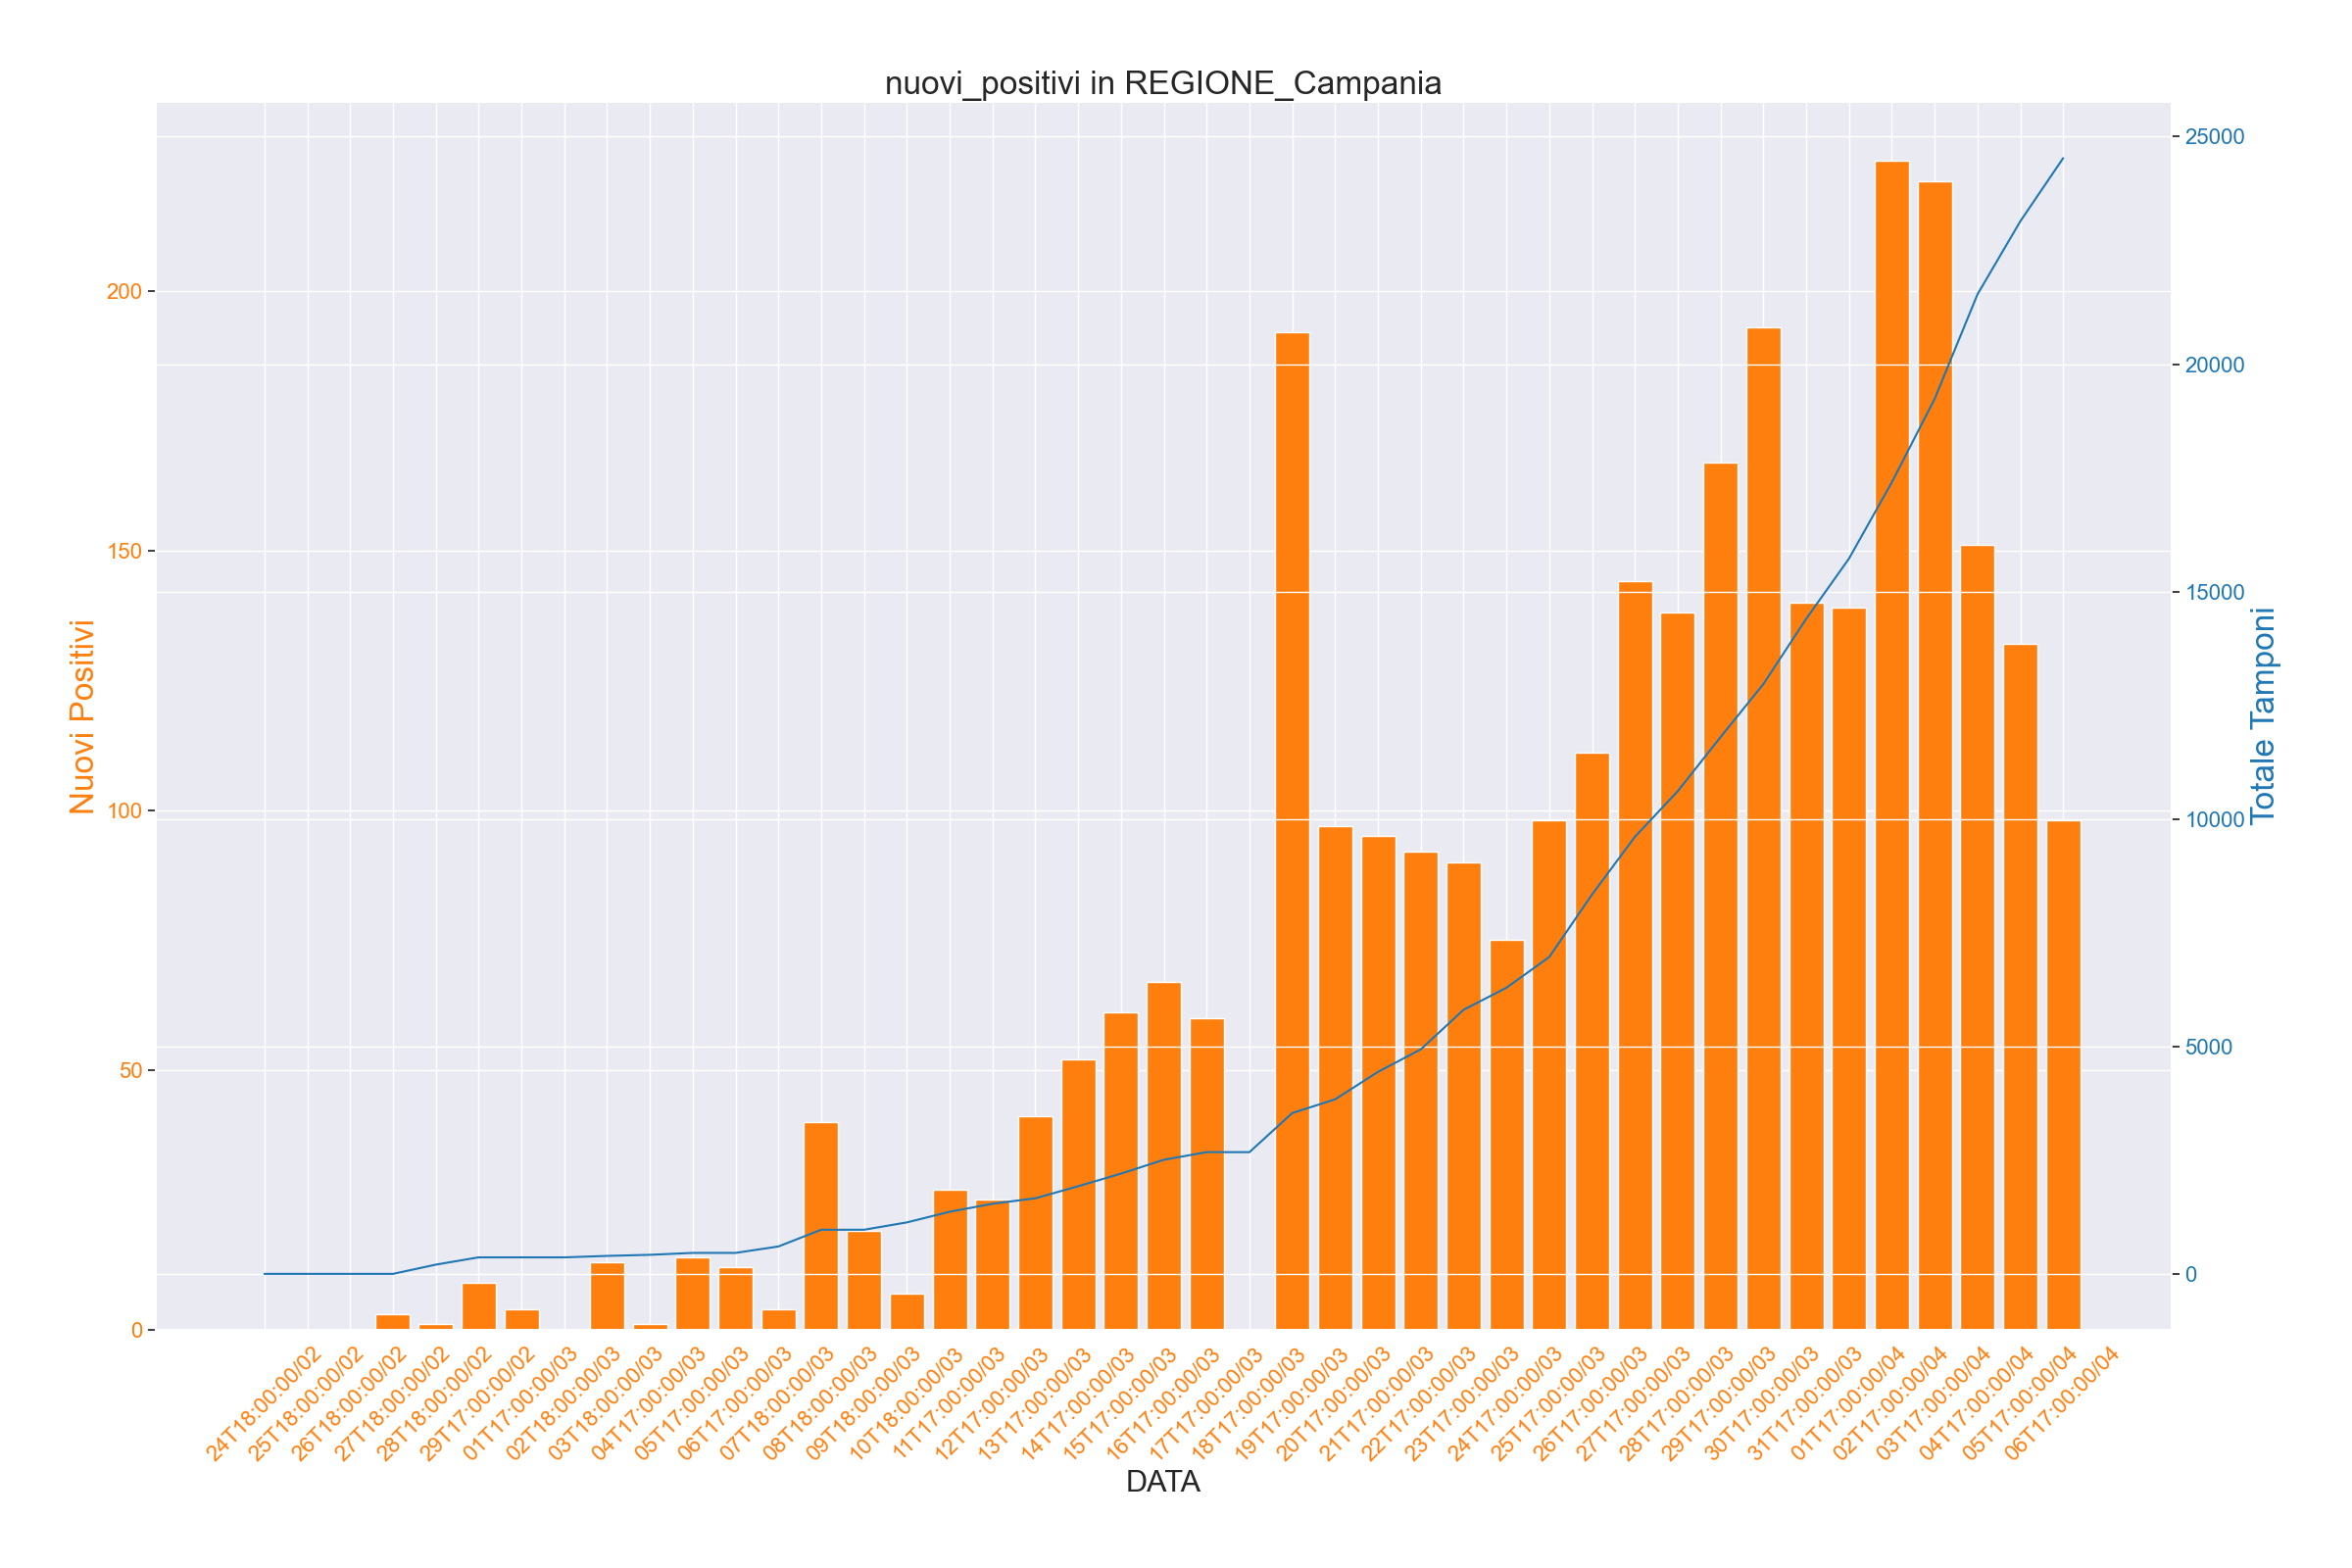 nuovi_positivi in REGIONE_Campania
Nuovi Positivi
200
150
100
50
0
25000
20000
15000
10000
5000
0
Totale Tamponi
24T18:00:00/02
25T18:00:00/02
26T18:00:00/02
27T18:00:00/02
28T18:00:00/02
29T17:00:00/02
01T17:00:00/03
02T18:00:00/03
03T18:00:00/03
04T17:00:00/03
05T17:00:00/03
06T17:00:00/03
07T18:00:00/03
08T18:00:00/03
09T18:00:00/03
10T18:00:00/03
11T17:00:00/03
12T17:00:00/03
13T17:00:00/03
14T17:00:00/03
15T17:00:00/03
16T17:00:00/03
17T17:00:00/03
18T17:00:00/03
19T17:00:00/03
20T17:00:00/03
21T17:00:00/03
22T17:00:00/03
23T17:00:00/03
24T17:00:00/03
25T17:00:00/03
26T17:00:00/03
27T17:00:00/03
28T17:00:00/03
29T17:00:00/03
30T17:00:00/03
31T17:00:00/03
01T17:00:00/04
02T17:00:00/04
03T17:00:00/04
04T17:00:00/04
05T17:00:00/04
06T17:00:00/04
DATA